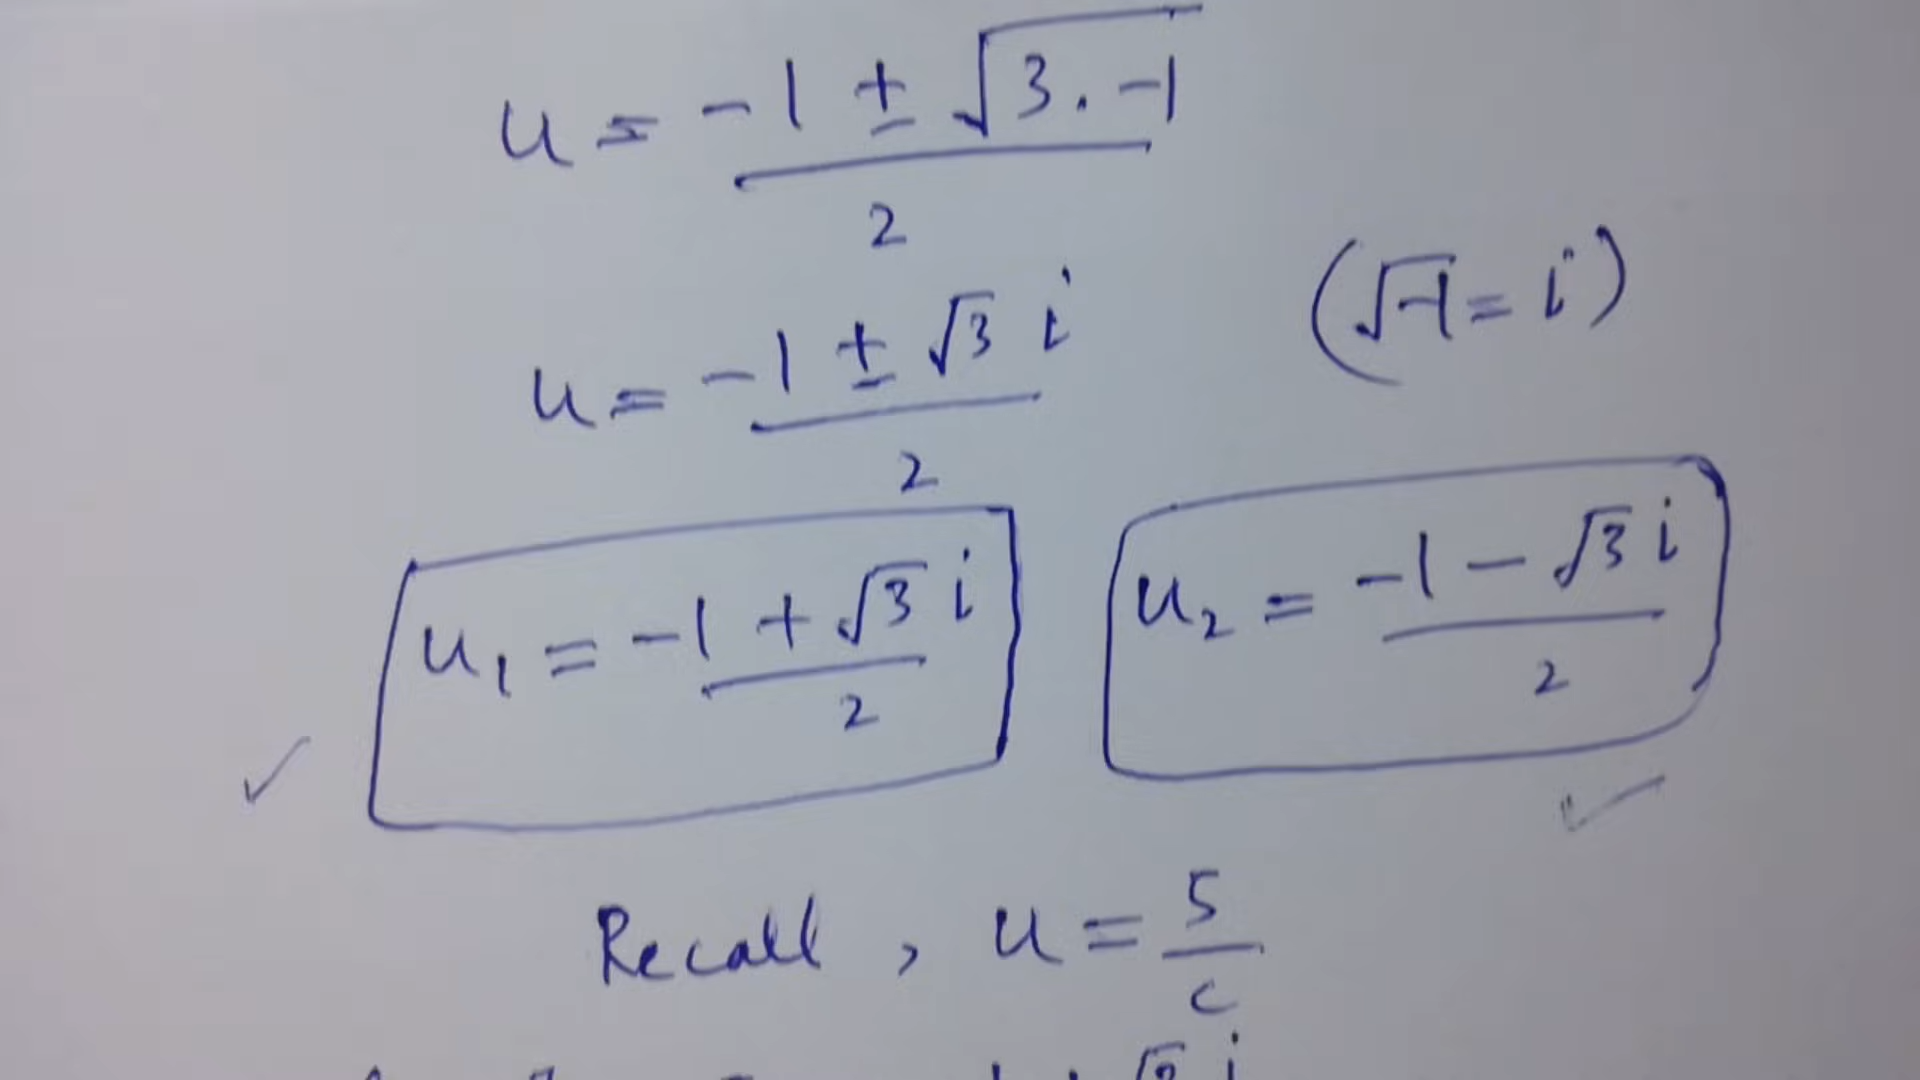 u = -1 ± √3 . -1 / 2
u = -1 ± √3 i / 2 (√-1 = i)
u₁ = -1 + √3 i / 2 u₂ = -1 - √3 i / 2
Recall , u = 5 / c